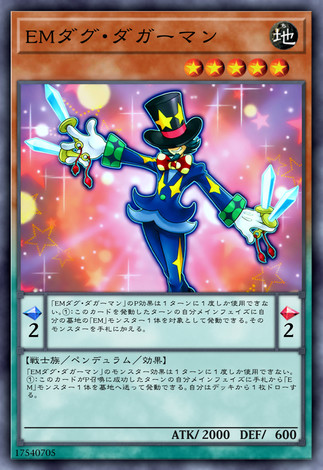 EMダグ・ダガーマン
地
「EMダグ・ダガーマン」のP効果は1ターンに1度しか使用できな
い。①:このカードを発動したターンの自分メインフェイズに自
分の墓地の「EM」モンスター1体を対象として発動できる。その
モンスターを手札に加える。
2
2
【戦士族／ペンデュラム／効果】
「EMダグ・ダガーマン」のモンスター効果は1ターンに1度しか使用できない。
①:このカードがP召喚に成功したターンの自分メインフェイズに手札から「E
M」モンスター1体を墓地へ送って発動できる。自分はデッキから1枚ドローす
る。
ATK/ 2000 DEF/ 600
17540705